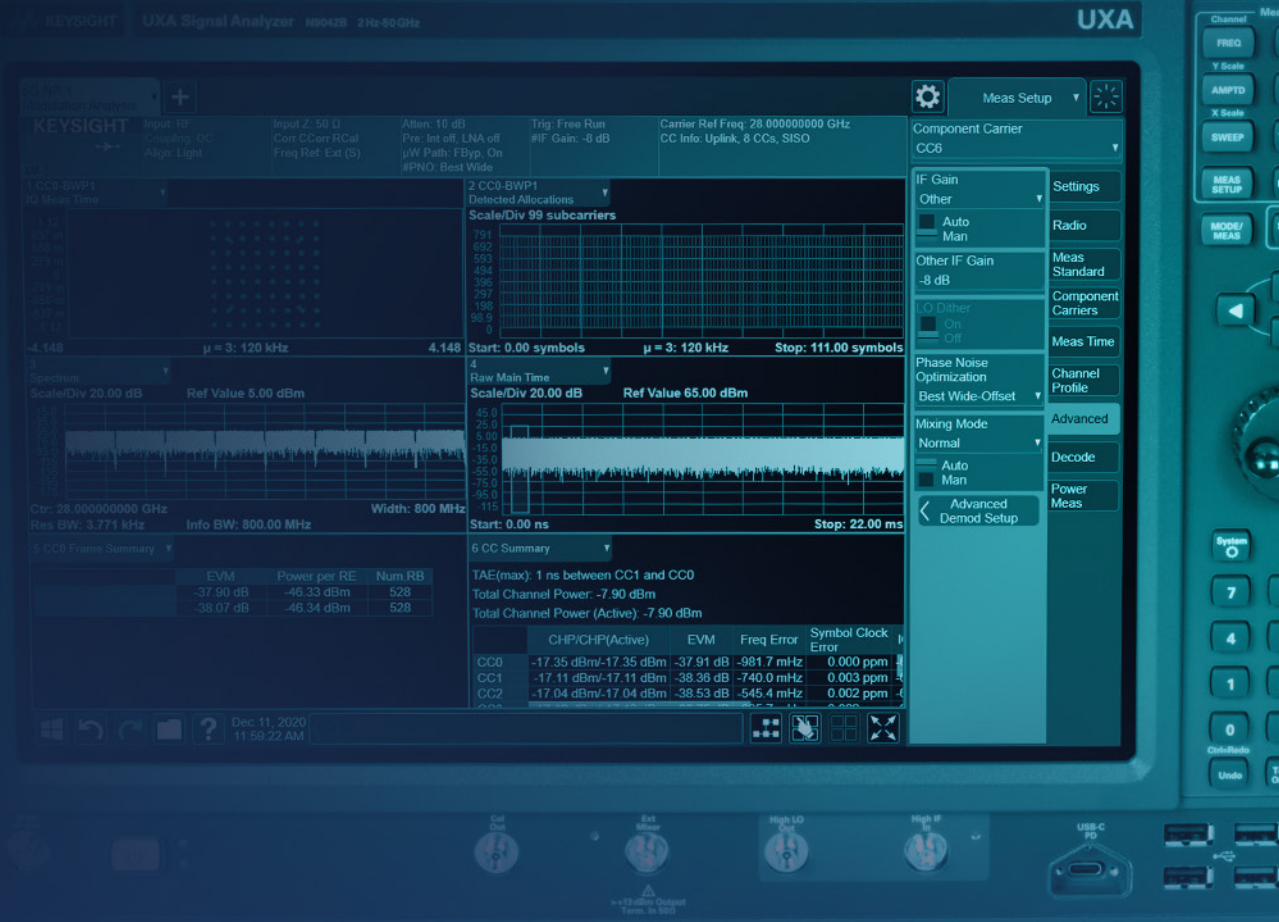 KEYSIGHT UXA Signal Analyzer N9042B 2 Hz-50 GHz
UXA
5G NR 1
Modulation Analysis
Meas Setup
KEYSIGHT
Input: RF
Coupling: DC
Align: Light
Input Z: 50 Ω
Corr CCorr RCal
Freq Ref: Ext (S)
Atten: 10 dB
Pre: Int off, LNA off
µW Path: FByp, On
#PNO: Best Wide
Trig: Free Run
#IF Gain: -8 dB
Carrier Ref Freq: 28.000000000 GHz
CC Info: Uplink, 8 CCs, SISO
1 CC0-BWP1
IQ Meas Time
-4.148
µ = 3: 120 kHz
4.148
2 CC0-BWP1
Detected Allocations
Scale/Div 99 subcarriers
791
692
593
494
396
297
198
98.9
0
Start: 0.00 symbols
µ = 3: 120 kHz
Stop: 111.00 symbols
3
Spectrum
Scale/Div 20.00 dB
Ref Value 5.00 dBm
Ctr: 28.000000000 GHz
Width: 800 MHz
Res BW: 3.771 kHz
Info BW: 800.00 MHz
4
Raw Main Time
Scale/Div 20.00 dB
Ref Value 65.00 dBm
45.0
25.0
5.00
-15.0
-35.0
-55.0
-75.0
-95.0
-115
Start: 0.00 ns
Stop: 22.00 ms
5 CC0 Frame Summary
EVM Power per RE Num.RB
-37.90 dB -46.33 dBm 528
-38.07 dB -46.34 dBm 528
6 CC Summary
TAE(max): 1 ns between CC1 and CC0
Total Channel Power: -7.90 dBm
Total Channel Power (Active): -7.90 dBm
CHP/CHP(Active) EVM Freq Error Symbol Clock Error
CC0 -17.35 dBm/-17.35 dBm -37.91 dB -981.7 mHz 0.000 ppm
CC1 -17.11 dBm/-17.11 dBm -38.36 dB -740.0 mHz 0.003 ppm
CC2 -17.04 dBm/-17.04 dBm -38.53 dB -545.4 mHz 0.002 ppm
?
Dec 11, 2020
11:59:22 AM
Component Carrier
CC6
IF Gain
Other
Auto
Man
Other IF Gain
-8 dB
LO Dither
On
Off
Phase Noise
Optimization
Best Wide-Offset
Mixing Mode
Normal
Auto
Man
Advanced
Demod Setup
Settings
Radio
Meas
Standard
Component
Carriers
Meas Time
Channel
Profile
Advanced
Decode
Power
Meas
Channel
FREQ
Y Scale
AMPTD
X Scale
SWEEP
MEAS
SETUP
MODE/
MEAS
System
7
4
1
0
Ctrl+Redo
Undo
Cal
Out
Ext
Mixer
High LO
Out
High IF
In
USB-C
PD
>+13 dBm Output
Term. In 50Ω